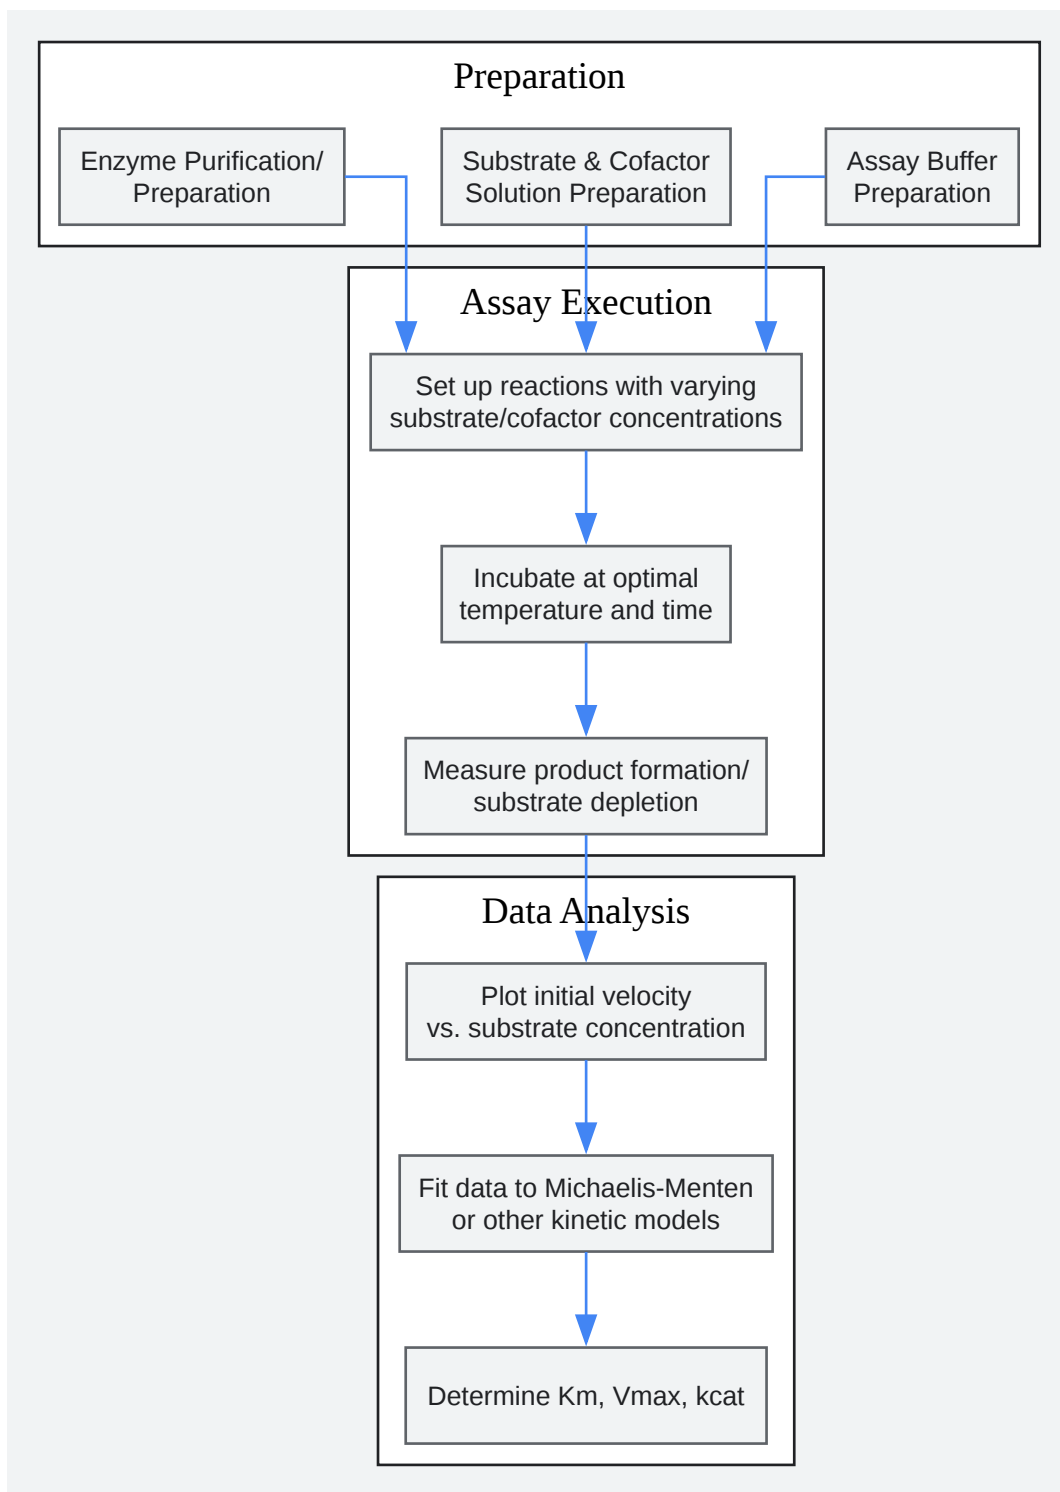 Preparation
Enzyme Purification/
Preparation
Substrate & Cofactor
Solution Preparation
Assay Buffer
Preparation
Assay Execution
Set up reactions with varying
substrate/cofactor concentrations
Incubate at optimal
temperature and time
Measure product formation/
substrate depletion
Data Analysis
Plot initial velocity
vs. substrate concentration
Fit data to Michaelis-Menten
or other kinetic models
Determine Km, Vmax, kcat